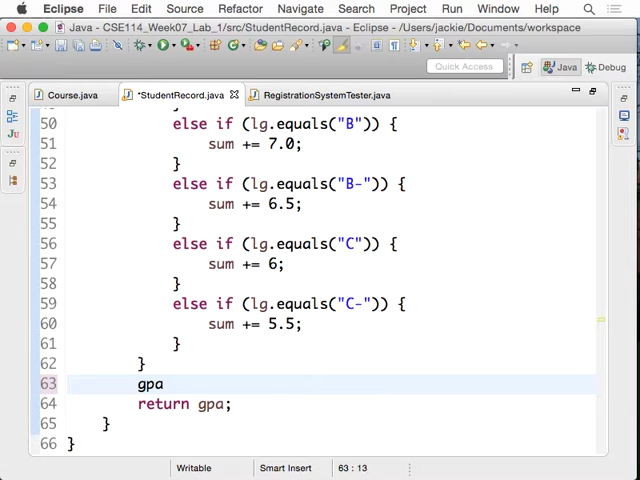 Eclipse File Edit Source Refactor Navigate Search Project Run Window Help
Java - CSE114_Week07_Lab_1/src/StudentRecord.java - Eclipse - /Users/jackie/Documents/workspace
Quick Access Java Debug
Course.java *StudentRecord.java RegistrationSystemTester.java
}
50 else if (lg.equals("B")) {
51 sum += 7.0;
52 }
53 else if (lg.equals("B-")) {
54 sum += 6.5;
55 }
56 else if (lg.equals("C")) {
57 sum += 6;
58 }
59 else if (lg.equals("C-")) {
60 sum += 5.5;
61 }
62 }
63 gpa
64 return gpa;
65 }
66 }
Writable Smart Insert 63 : 13